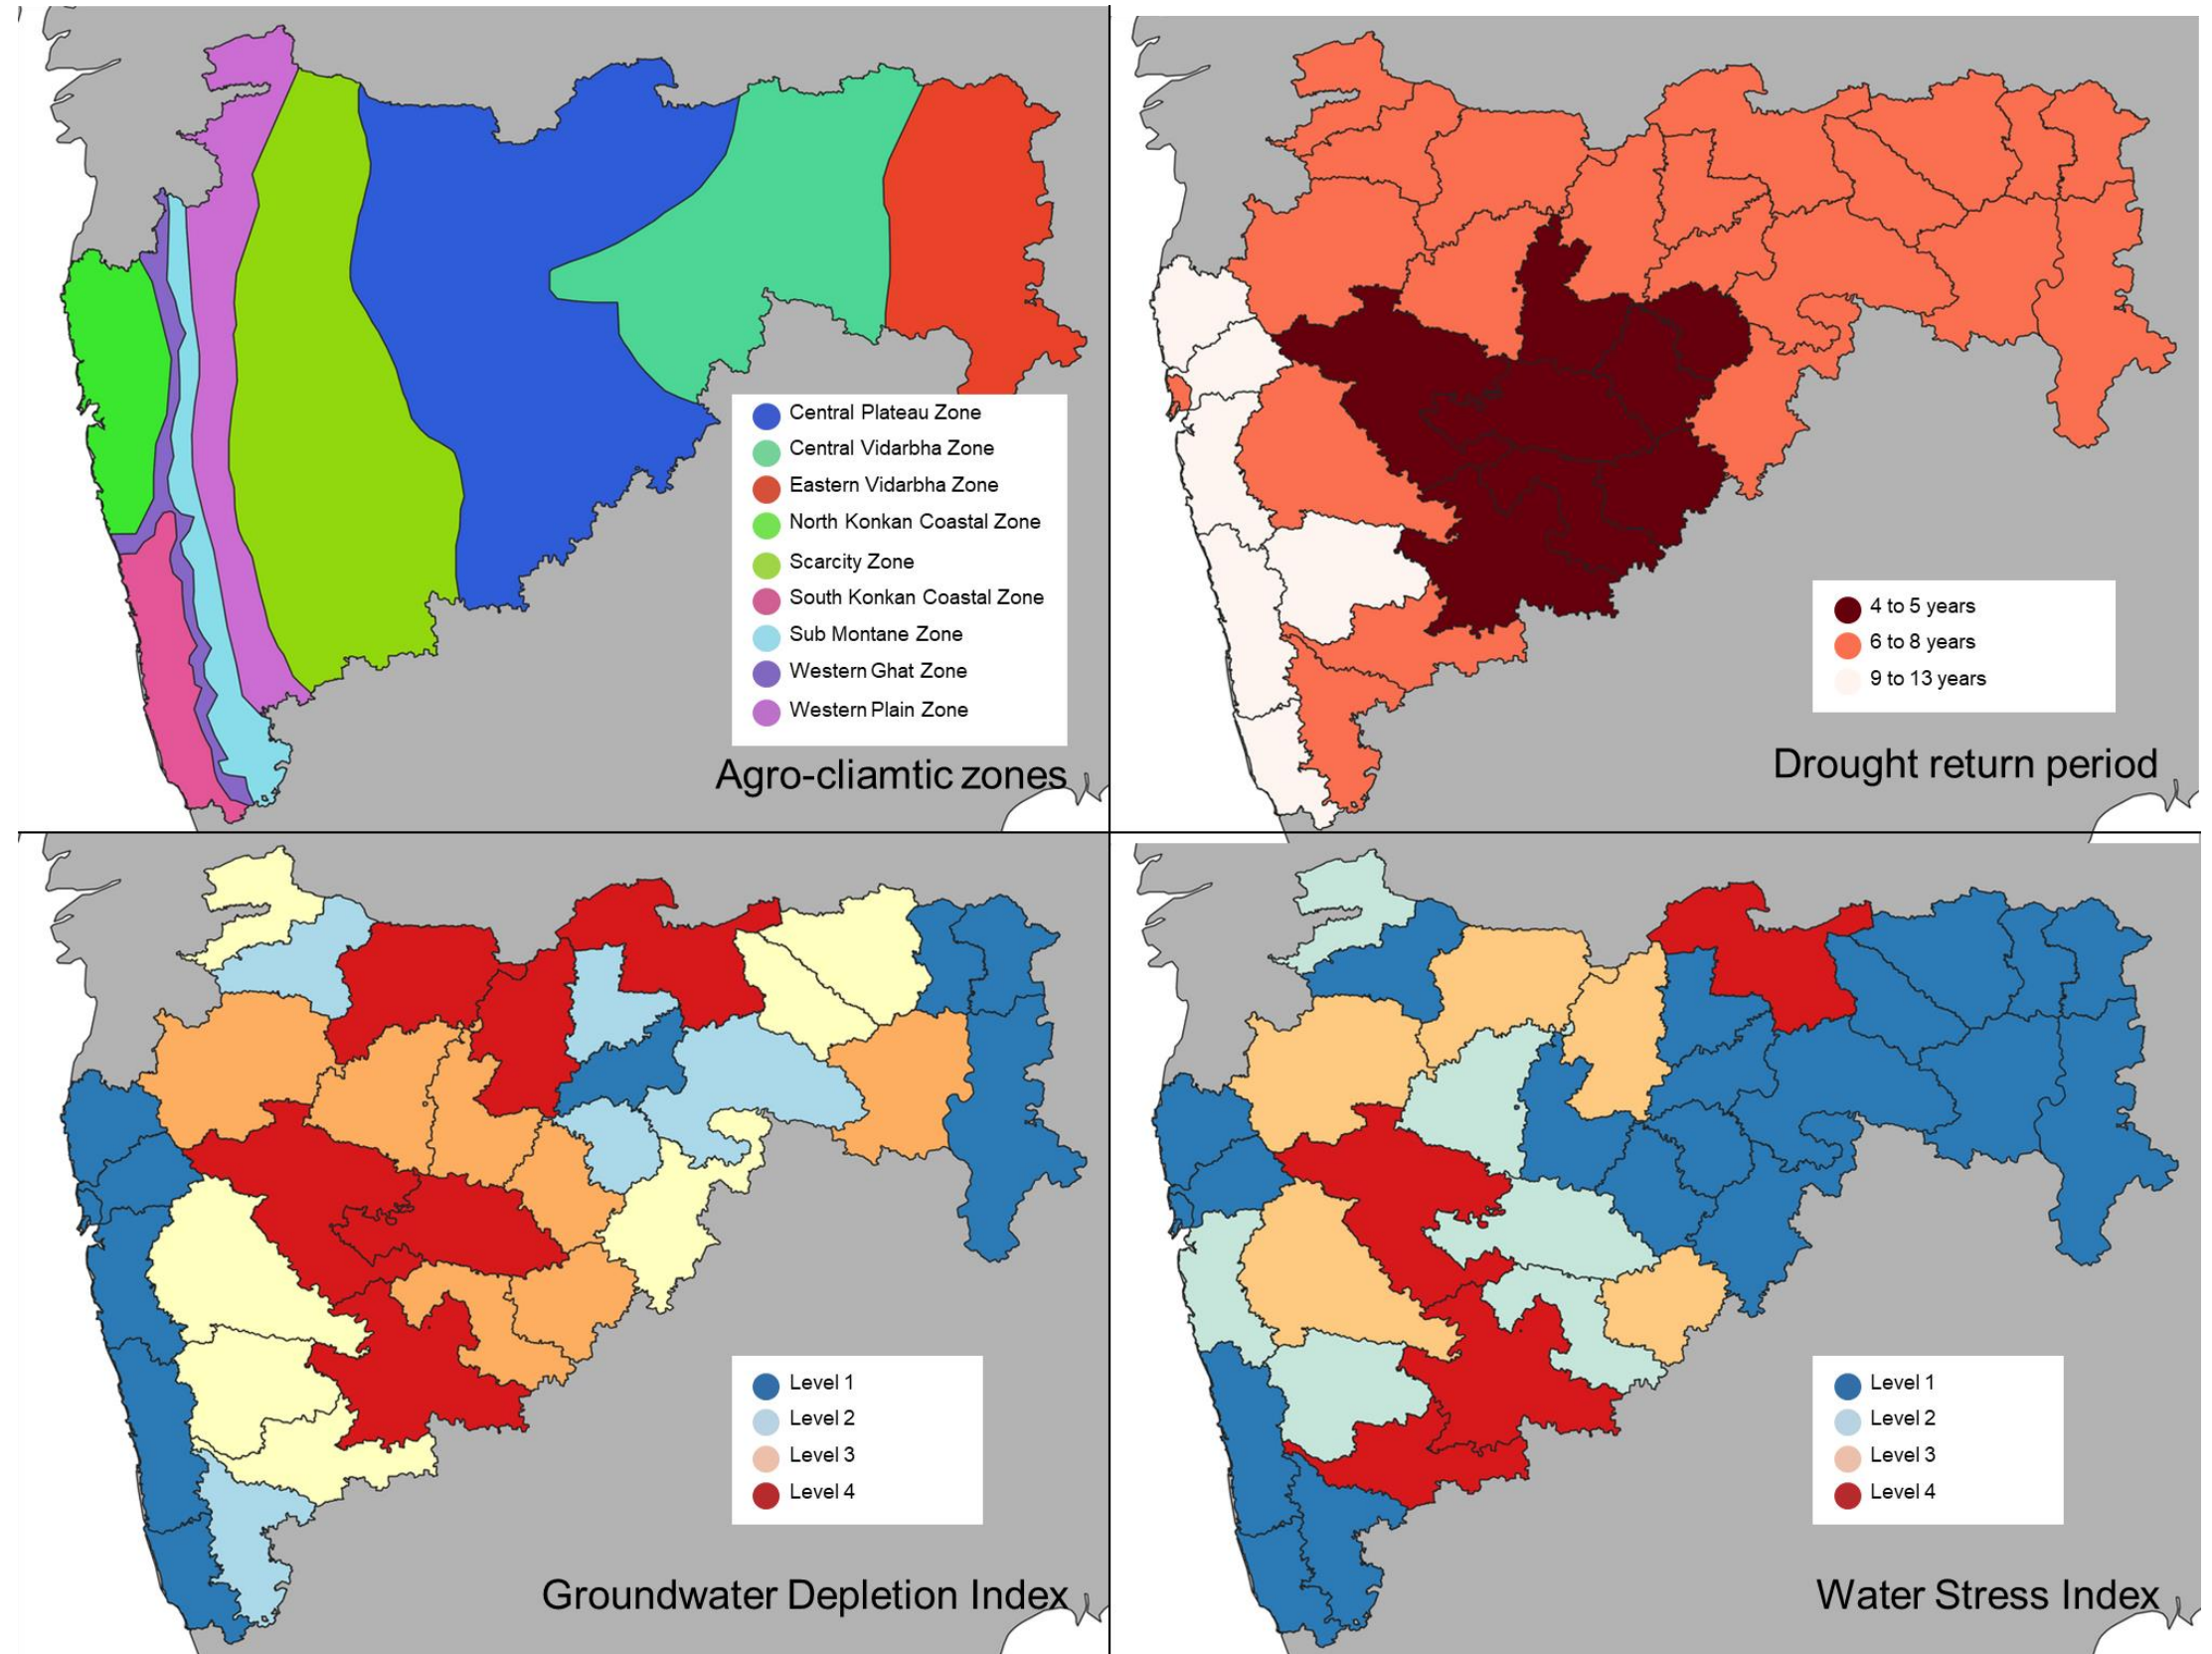 Central Plateau Zone
Central Vidarbha Zone
Eastern Vidarbha Zone
North Konkan Coastal Zone
Scarcity Zone
South Konkan Coastal Zone
Sub Montane Zone
Western Ghat Zone
Western Plain Zone
Agro-cliamtic zones
4 to 5 years
6 to 8 years
9 to 13 years
Drought return period
Level 1
Level 2
Level 3
Level 4
Groundwater Depletion Index
Level 1
Level 2
Level 3
Level 4
Water Stress Index